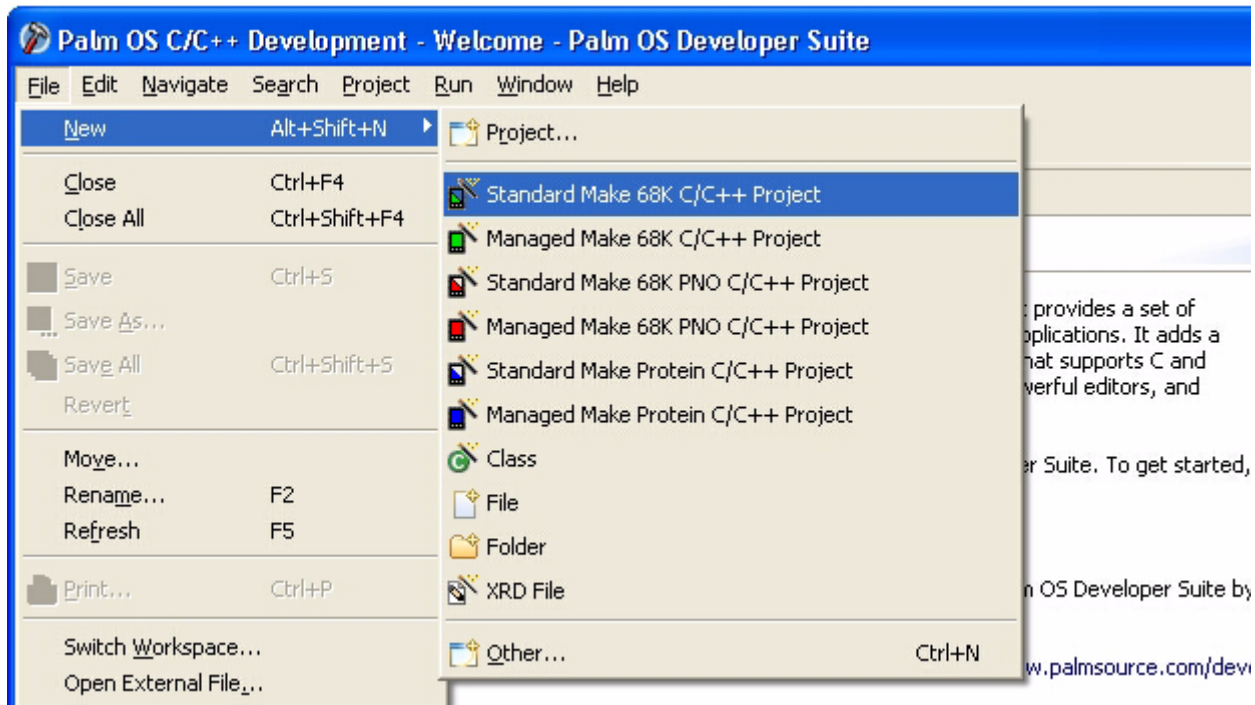 Palm OS C/C++ Development - Welcome - Palm OS Developer Suite
File Edit Navigate Search Project Run Window Help
New Alt+Shift+N
Close Ctrl+F4
Close All Ctrl+Shift+F4
Save Ctrl+S
Save As...
Save All Ctrl+Shift+S
Revert
Move...
Rename... F2
Refresh F5
Print... Ctrl+P
Switch Workspace...
Open External File...
Project...
Standard Make 68K C/C++ Project
Managed Make 68K C/C++ Project
Standard Make 68K PNO C/C++ Project
Managed Make 68K PNO C/C++ Project
Standard Make Protein C/C++ Project
Managed Make Protein C/C++ Project
Class
File
Folder
XRD File
Other... Ctrl+N
provides a set of
It adds a
supports C and
editors, and
Suite. To get started,
OS Developer Suite by
w.palmsource.com/deve